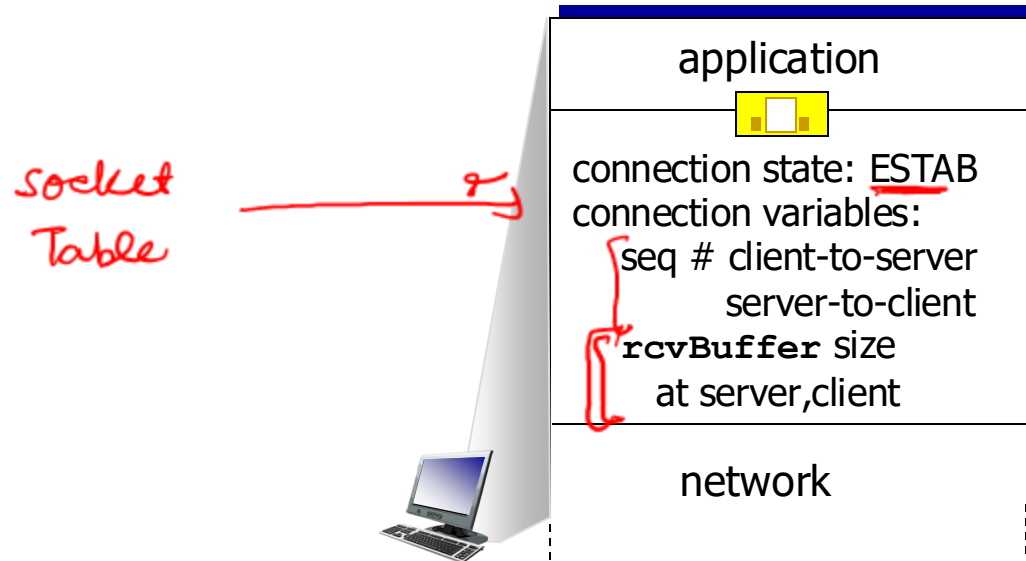 application
socket
Table
connection state: ESTAB
connection variables:
seq # client-to-server
server-to-client
rcvBuffer size
at server,client
network